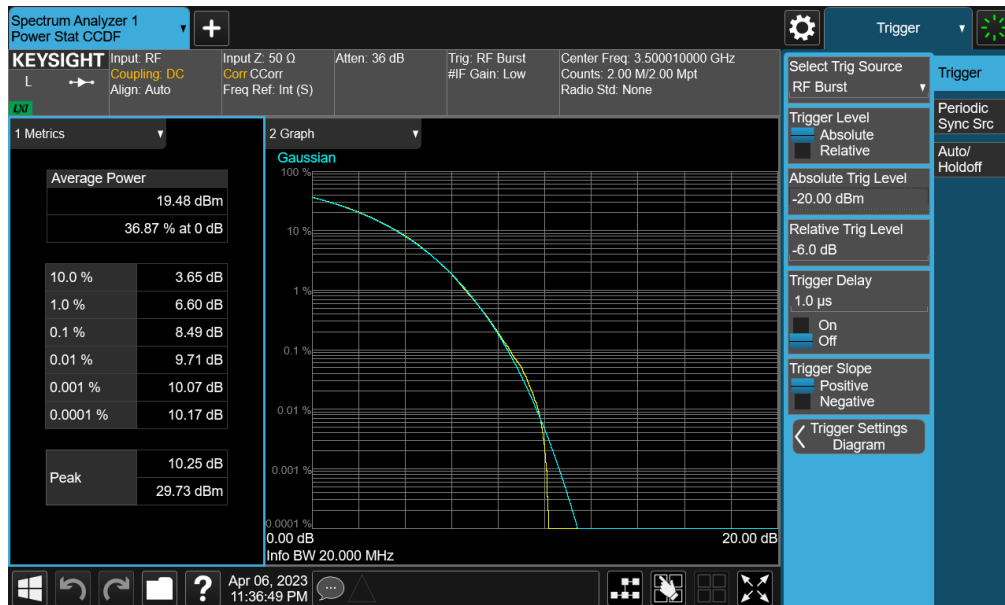 Spectrum Analyzer 1
Power Stat CCDF
+
Trigger
KEYSIGHT
L
LXI
Input: RF
Coupling: DC
Align: Auto
Input Z: 50 Ω
Corr CCorr
Freq Ref: Int (S)
Atten: 36 dB
Trig: RF Burst
#IF Gain: Low
Center Freq: 3.500010000 GHz
Counts: 2.00 M/2.00 Mpt
Radio Std: None
1 Metrics
Average Power
19.48 dBm
36.87 % at 0 dB
10.0 % 3.65 dB
1.0 % 6.60 dB
0.1 % 8.49 dB
0.01 % 9.71 dB
0.001 % 10.07 dB
0.0001 % 10.17 dB
Peak
10.25 dB
29.73 dBm
2 Graph
Gaussian
100 %
10 %
1 %
0.1 %
0.01 %
0.001 %
0.0001 %
0.00 dB 20.00 dB
Info BW 20.000 MHz
Select Trig Source
RF Burst
Trigger Level
Absolute
Relative
Absolute Trig Level
-20.00 dBm
Relative Trig Level
-6.0 dB
Trigger Delay
1.0 µs
On
Off
Trigger Slope
Positive
Negative
Trigger Settings
Diagram
Trigger
Periodic
Sync Src
Auto/
Holdoff
?
Apr 06, 2023
11:36:49 PM